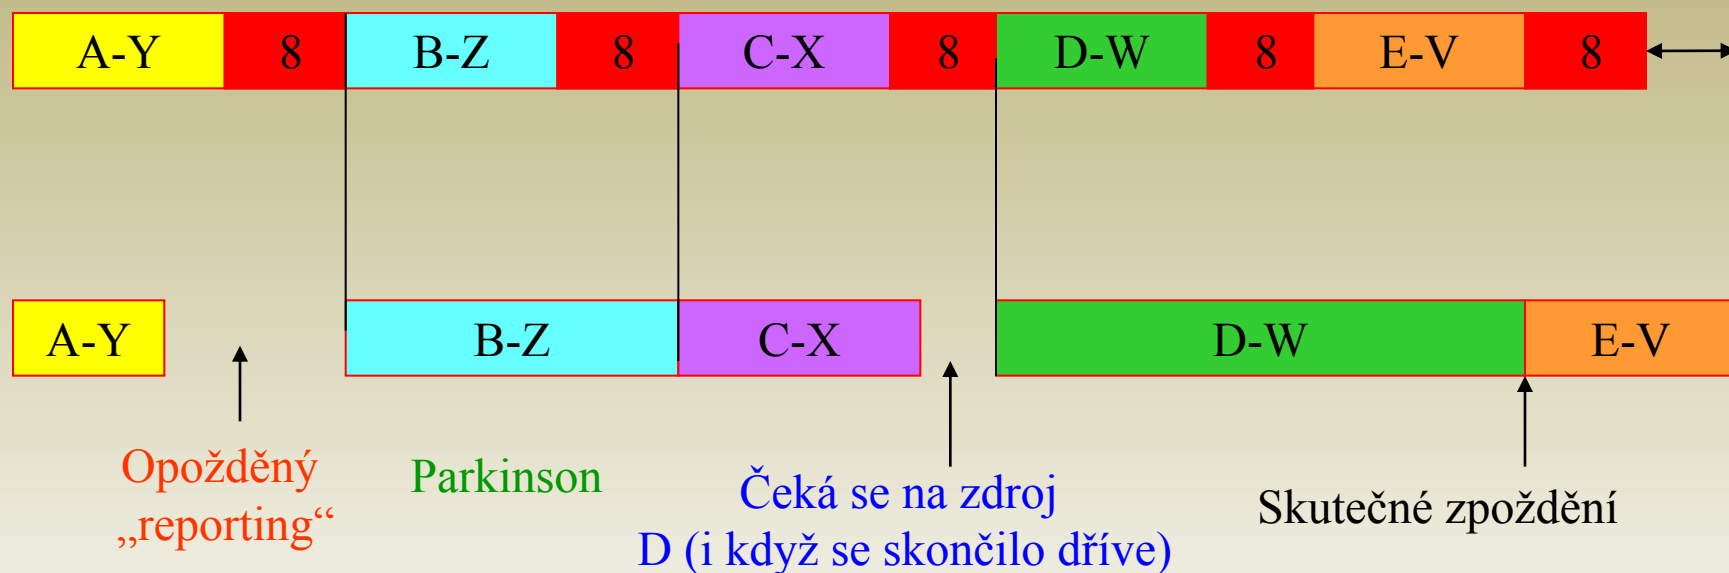 A-Y 8 B-Z 8 C-X 8 D-W 8 E-V 8
A-Y B-Z C-X D-W E-V
Opožděný
„reporting“
Parkinson
Čeká se na zdroj
D (i když se skončilo dříve)
Skutečné zpoždění